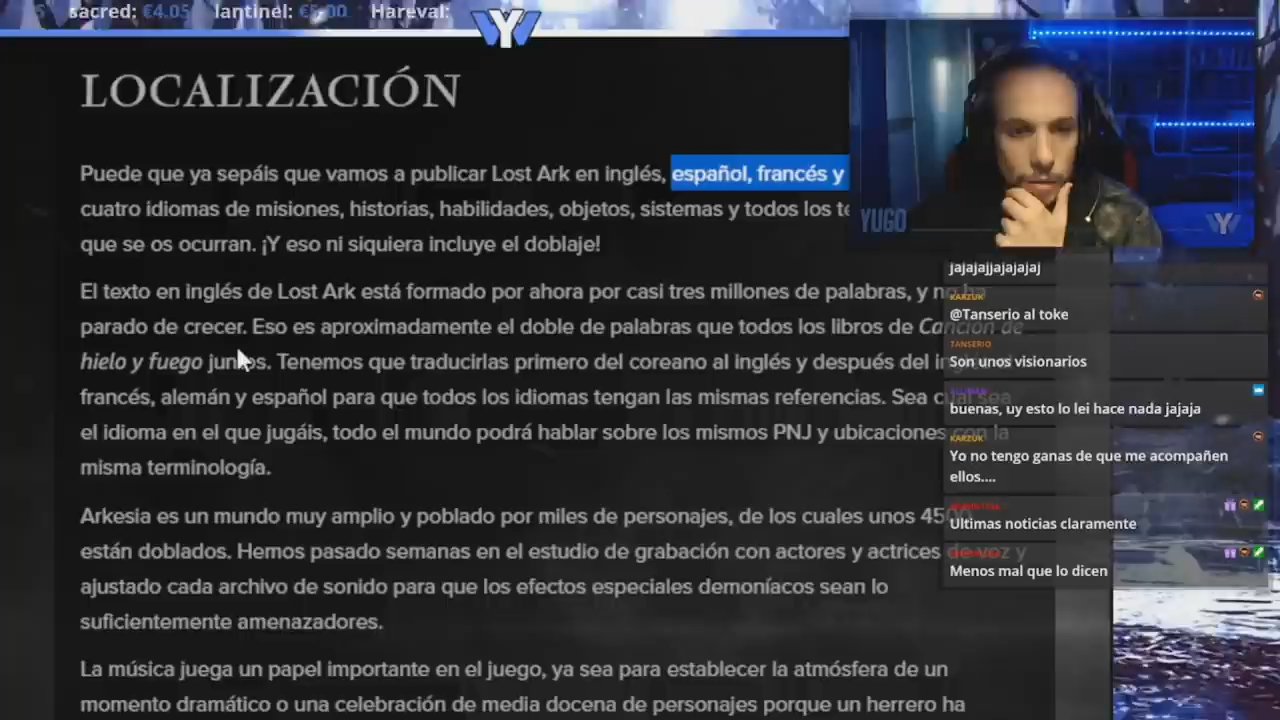 sacred: €4.05 lantinel: €5.00 Hareval:
LOCALIZACIÓN
Puede que ya sepáis que vamos a publicar Lost Ark en inglés, español, francés y
cuatro idiomas de misiones, historias, habilidades, objetos, sistemas y todos los
que se os ocurran. ¡Y eso ni siquiera incluye el doblaje!
El texto en inglés de Lost Ark está formado por ahora por casi tres millones de palabras, y no ha
parado de crecer. Eso es aproximadamente el doble de palabras que todos los libros de Canción de
hielo y fuego juntos. Tenemos que traducirlas primero del coreano al inglés y después del
francés, alemán y español para que todos los idiomas tengan las mismas referencias. Sea cual sea
el idioma en el que jugáis, todo el mundo podrá hablar sobre los mismos PNJ y ubicaciones con la
misma terminología.
Arkesia es un mundo muy amplio y poblado por miles de personajes, de los cuales unos
están doblados. Hemos pasado semanas en el estudio de grabación con actores y actrices de voz y
ajustado cada archivo de sonido para que los efectos especiales demoníacos sean lo
suficientemente amenazadores.
La música juega un papel importante en el juego, ya sea para establecer la atmósfera de un
momento dramático o una celebración de media docena de personajes porque un herrero ha
YUGO
jajajajjajajajaj
KARZUK
@Tanserio al toke
TANSERIO
Son unos visionarios
buenas, uy esto lo lei hace nada jajaja
KARZUK
Yo no tengo ganas de que me acompañen
ellos....
Ultimas noticias claramente
Menos mal que lo dicen